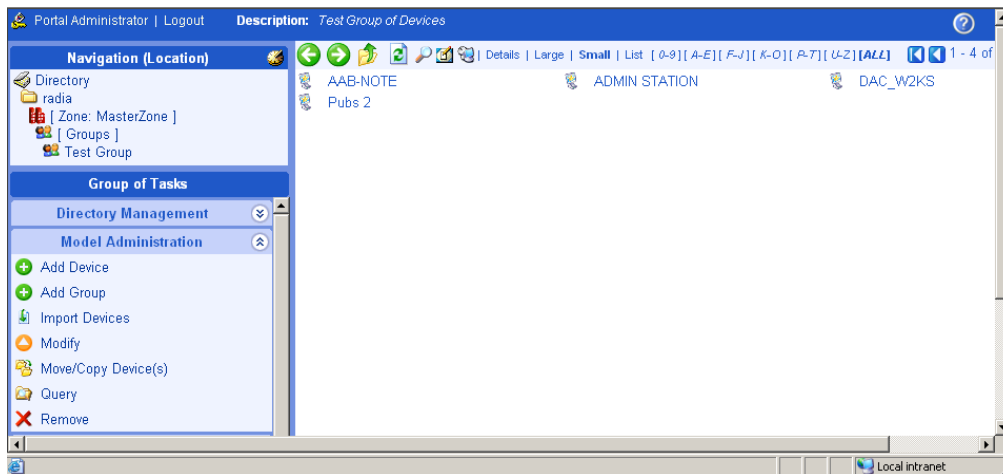 Portal Administrator | Logout Description: Test Group of Devices
Navigation (Location)
Directory
radia
[ Zone: MasterZone ]
[ Groups ]
Test Group
Group of Tasks
Directory Management
Model Administration
Add Device
Add Group
Import Devices
Modify
Move/Copy Device(s)
Query
Remove
| Details | Large | Small | List [ 0-9 ] [ A-E ] [ F-J ] [ K-O ] [ P-T ] [ U-Z ] [ALL] 1 - 4 of
AAB-NOTE ADMIN STATION DAC_W2KS
Pubs 2
Local intranet